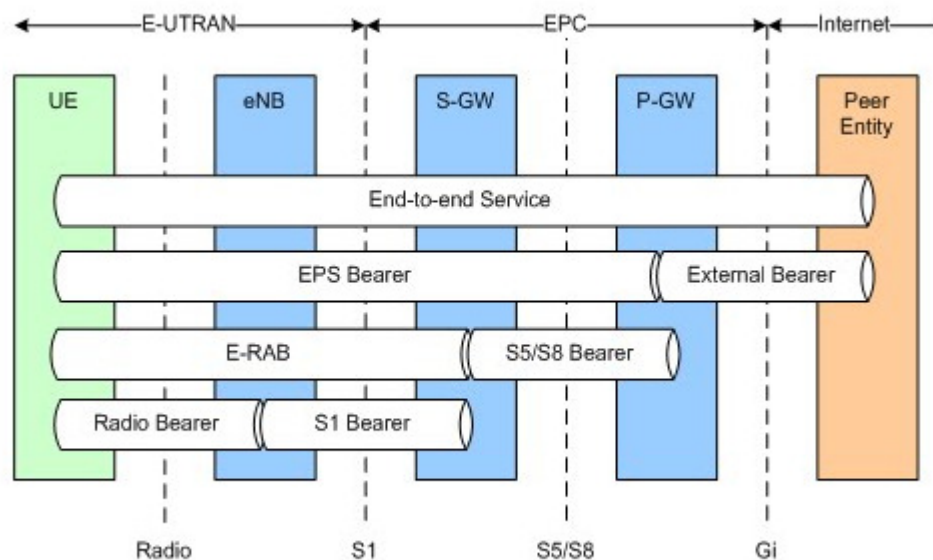 E-UTRAN EPC Internet
UE eNB S-GW P-GW Peer
Entity
End-to-end Service
EPS Bearer External Bearer
E-RAB S5/S8 Bearer
Radio Bearer S1 Bearer
Radio S1 S5/S8 Gi